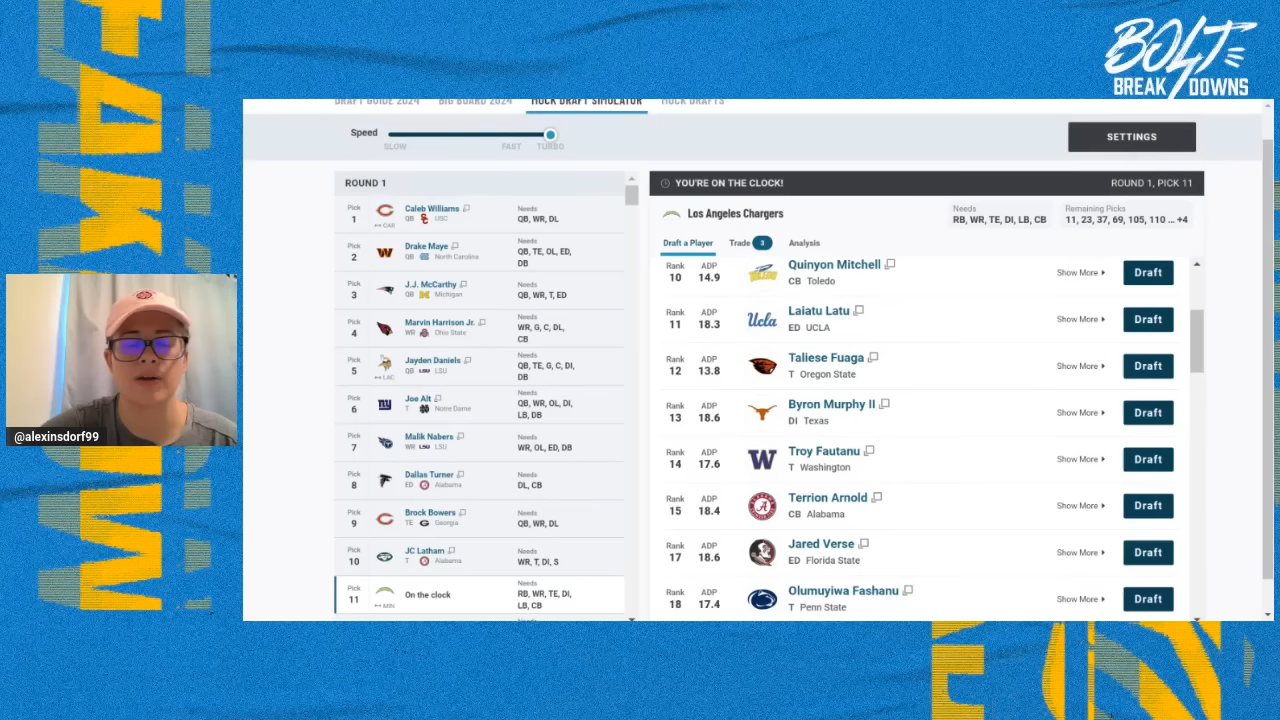 BOLT
BREAK DOWNS
DRAFT GUIDE 2024 BIG BOARD 2024 MOCK DRAFT SIMULATOR MOCK DRAFTS
Speed
SLOW FAST TURBO
SETTINGS
ROUND 1
Pick 1 Caleb Williams QB USC Needs QB, WR, DL
CAR
Pick 2 Drake Maye QB North Carolina Needs QB, TE, OL, ED, DB
Pick 3 J.J. McCarthy QB Michigan Needs QB, WR, T, ED
Pick 4 Marvin Harrison Jr. WR Ohio State Needs WR, G, C, DL, CB
Pick 5 Jayden Daniels QB LSU Needs QB, TE, G, C, DI, DB
LAC
Pick 6 Joe Alt T Notre Dame Needs QB, WR, OL, DI, LB, DB
Pick 7 Malik Nabers WR LSU Needs WR, OL, ED, DB
Pick 8 Dallas Turner ED Alabama Needs DL, CB
Pick 9 Brock Bowers TE Georgia Needs QB, WR, DL
Pick 10 JC Latham T Alabama Needs WR, T, DI, S
Pick 11 On the clock Needs RB, WR, TE, DI, LB, CB
MIN
YOU'RE ON THE CLOCK! ROUND 1, PICK 11
Los Angeles Chargers
Needs
RB, WR, TE, DI, LB, CB
Remaining Picks
11, 23, 37, 69, 105, 110 ... +4
Draft a Player Trade 3 Analysis
Rank 10 ADP 14.9 Quinyon Mitchell CB Toledo Show More Draft
Rank 11 ADP 18.3 Laiatu Latu ED UCLA Show More Draft
Rank 12 ADP 13.8 Taliese Fuaga T Oregon State Show More Draft
Rank 13 ADP 18.6 Byron Murphy II DI Texas Show More Draft
Rank 14 ADP 17.6 Troy Fautanu T Washington Show More Draft
Rank 15 ADP 18.4 Terrion Arnold CB Alabama Show More Draft
Rank 17 ADP 18.6 Jared Verse ED Florida State Show More Draft
Rank 18 ADP 17.4 Olumuyiwa Fashanu T Penn State Show More Draft
@alexinsdorf99